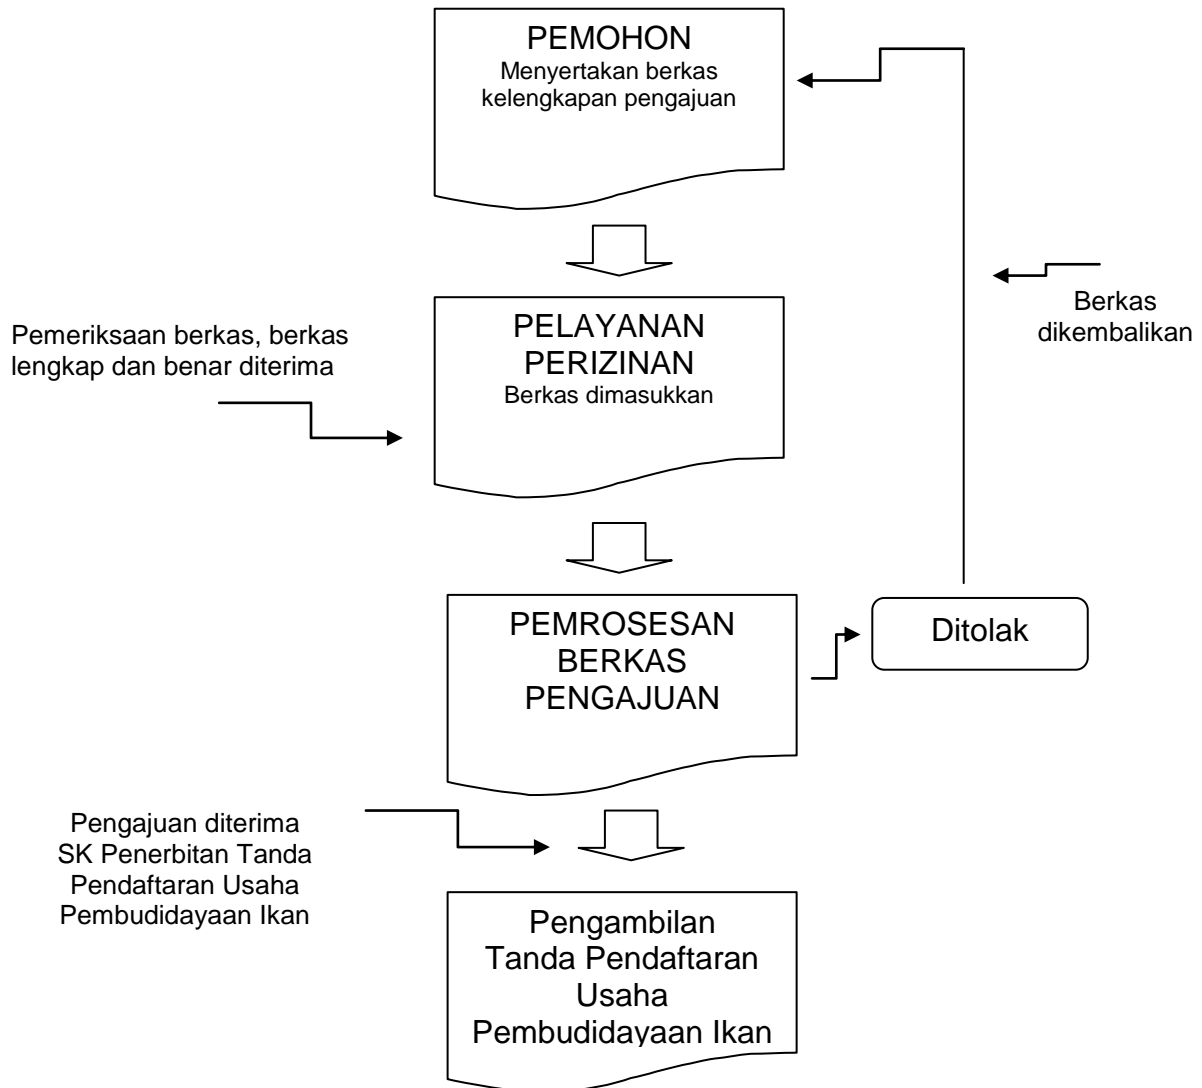 PEMOHON
Menyertakan berkas
kelengkapan pengajuan
Berkas
dikembalikan
Pemeriksaan berkas, berkas
lengkap dan benar diterima
PELAYANAN
PERIZINAN
Berkas dimasukkan
PEMROSESAN
BERKAS
PENGAJUAN
Ditolak
Pengajuan diterima
SK Penerbitan Tanda
Pendaftaran Usaha
Pembudidayaan Ikan
Pengambilan
Tanda Pendaftaran
Usaha
Pembudidayaan Ikan